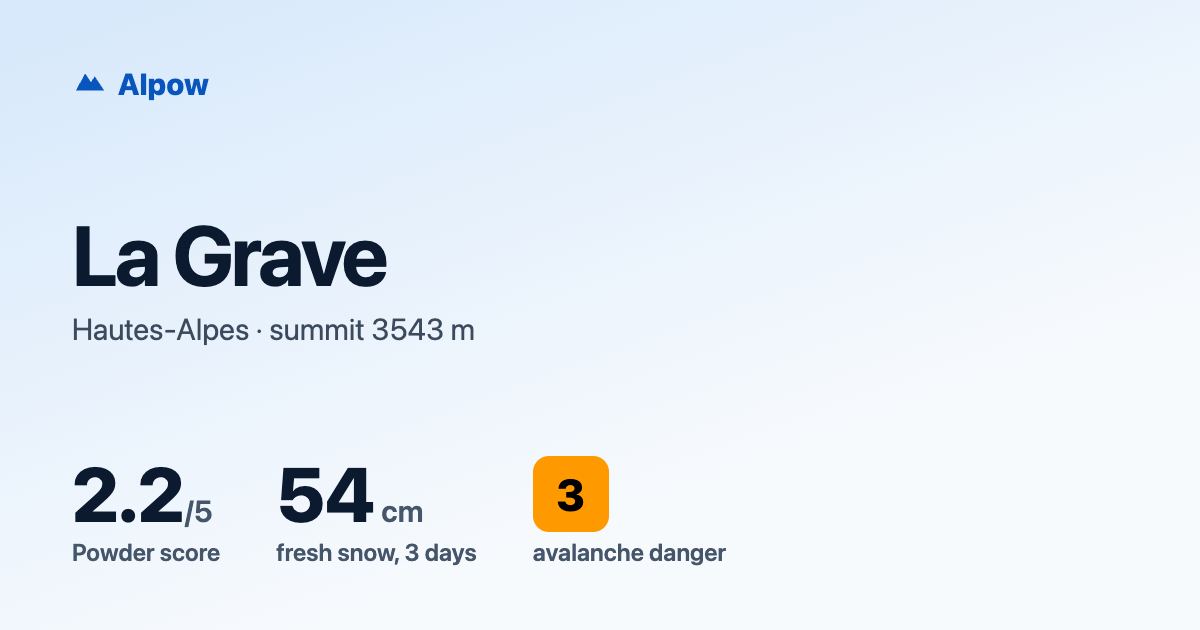 Alpow
La Grave
Hautes-Alpes · summit 3543 m
2.2/5
Powder score
54 cm
fresh snow, 3 days
3
avalanche danger